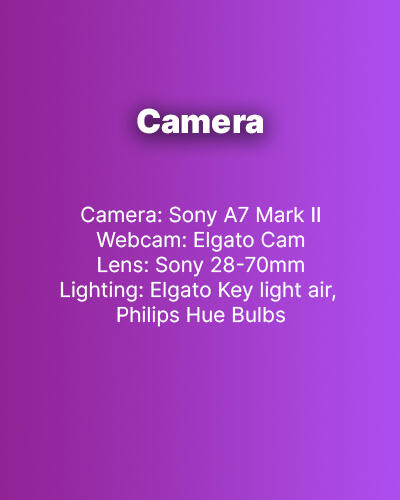 Camera
Camera: Sony A7 Mark II
Webcam: Elgato Cam
Lens: Sony 28-70mm
Lighting: Elgato Key light air,
Philips Hue Bulbs